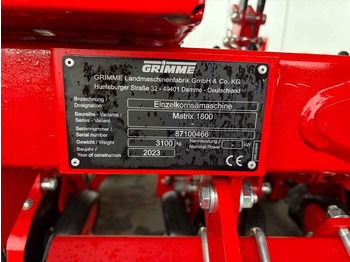 GRIMME
GRIMME Landmaschinenfabrik GmbH & Co. KG
Hunteburger Straße 32 - 49401 Damme - Deutschland
Bezeichnung / Einzelkornsämaschine
Designation
Baureihe - Variante / Matrix 1800
Series - Variant
Seriennummer / 87100466
Serial number
Gewicht / Weight 3100 kg Nennleistung / Nominal Power - kW
Baujahr / 2023
Year of construction
CE